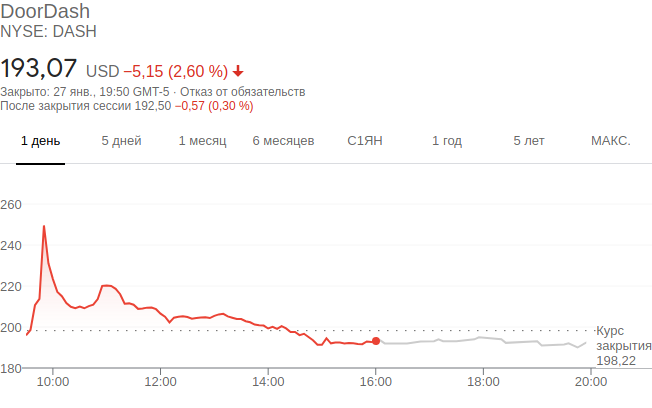 DoorDash
NYSE: DASH
193,07 USD −5,15 (2,60 %)
Закрыто: 27 янв., 19:50 GMT-5 · Отказ от обязательств
После закрытия сессии 192,50 −0,57 (0,30 %)
1 день 5 дней 1 месяц 6 месяцев С1ЯН 1 год 5 лет МАКС.
260
240
220
200
180
Курс
закрытия
198,22
10:00 12:00 14:00 16:00 18:00 20:00